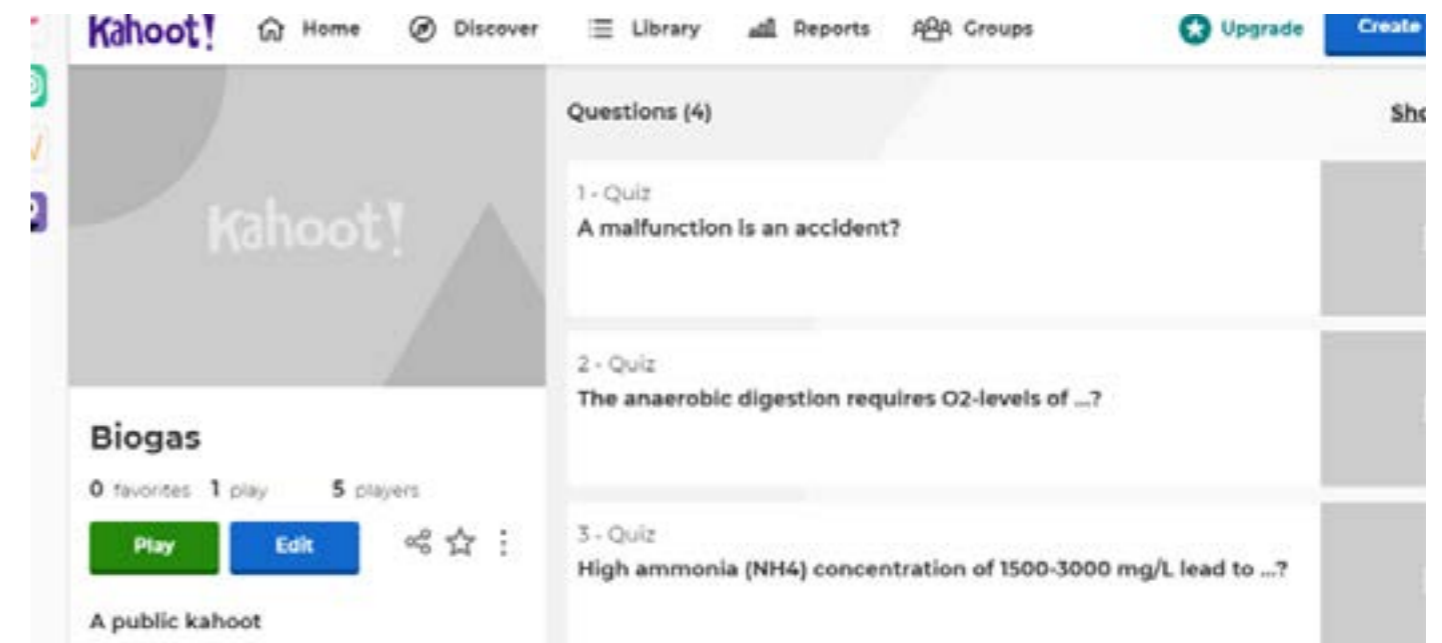 Kahoot! Home Discover Library Reports Groups Upgrade Create
Questions (4)
1 - Quiz
A malfunction is an accident?
Kahoot!
2 - Quiz
The anaerobic digestion requires O2-levels of ...?
Biogas
0 favorites 1 play 5 players
Play Edit
3 - Quiz
High ammonia (NH4) concentration of 1500-3000 mg/L lead to ...?
A public kahoot